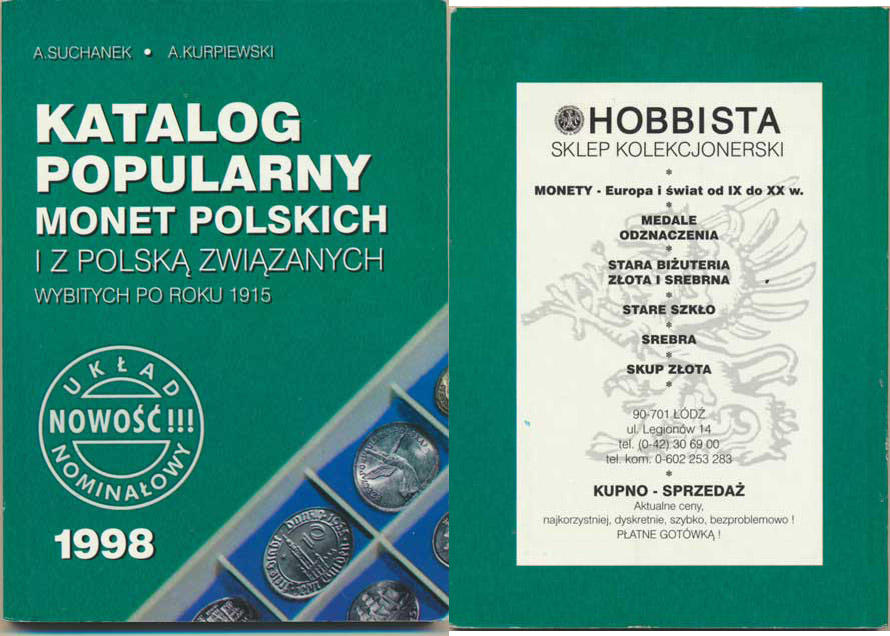 A.SUCHANEK • A.KURPIEWSKI
KATALOG
POPULARNY
MONET POLSKICH
I Z POLSKĄ ZWIĄZANYCH
WYBITYCH PO ROKU 1915
UKŁAD
NOWOŚĆ!!!
NOMINAŁOWY
1998
10
HOBBISTA
SKLEP KOLEKCJONERSKI
*
MONETY - Europa i świat od IX do XX w.
*
MEDALE
ODZNACZENIA
*
STARA BIŻUTERIA
ZŁOTA I SREBRNA
*
STARE SZKŁO
*
SREBRA
*
SKUP ZŁOTA
*
90-701 ŁÓDŹ
ul. Legionów 14
tel. (0-42) 30 69 00
tel. kom. 0-602 253 283
*
KUPNO - SPRZEDAŻ
Aktualne ceny,
najkorzystniej, dyskretnie, szybko, bezproblemowo !
PŁATNE GOTÓWKĄ !